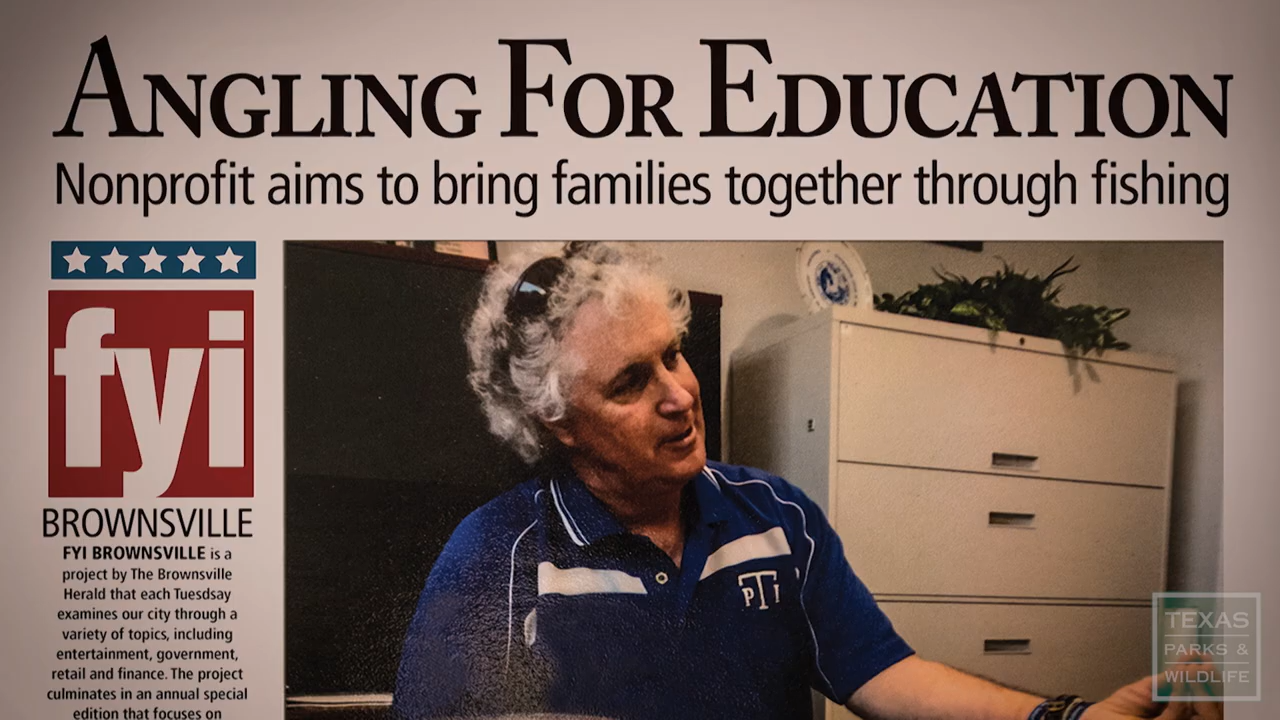 ANGLING FOR EDUCATION
Nonprofit aims to bring families together through fishing
fyi
BROWNSVILLE
FYI BROWNSVILLE is a
project by The Brownsville
Herald that each Tuesdsay
examines our city through a
variety of topics, including
entertainment, government,
retail and finance. The project
culminates in an annual special
edition that focuses on
PTI
TEXAS
PARKS &
WILDLIFE